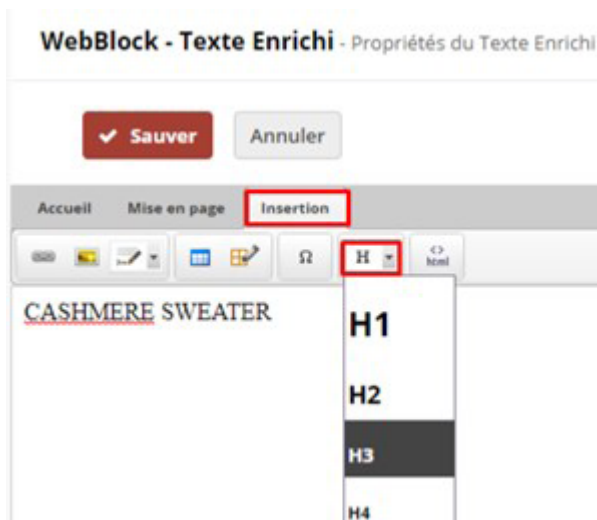 WebBlock - Texte Enrichi - Propriétés du Texte Enrichi
Sauver Annuler
Accueil Mise en page Insertion
Ω H <> html
CASHMERE SWEATER
H1
H2
H3
H4